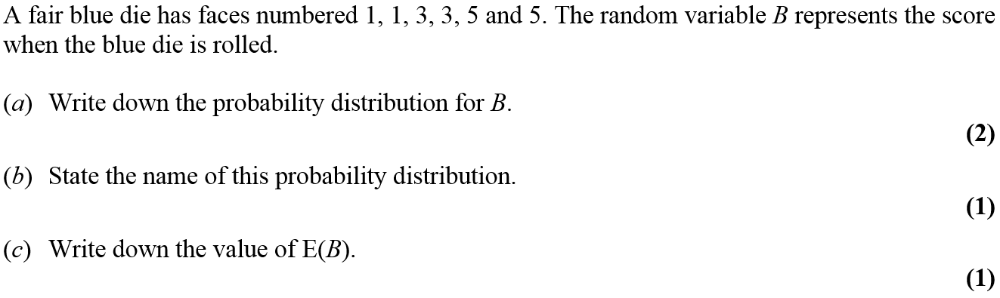 A fair blue die has faces numbered 1, 1, 3, 3, 5 and 5. The random variable B represents the score
when the blue die is rolled.
(a) Write down the probability distribution for B.
(2)
(b) State the name of this probability distribution.
(1)
(c) Write down the value of E(B).
(1)